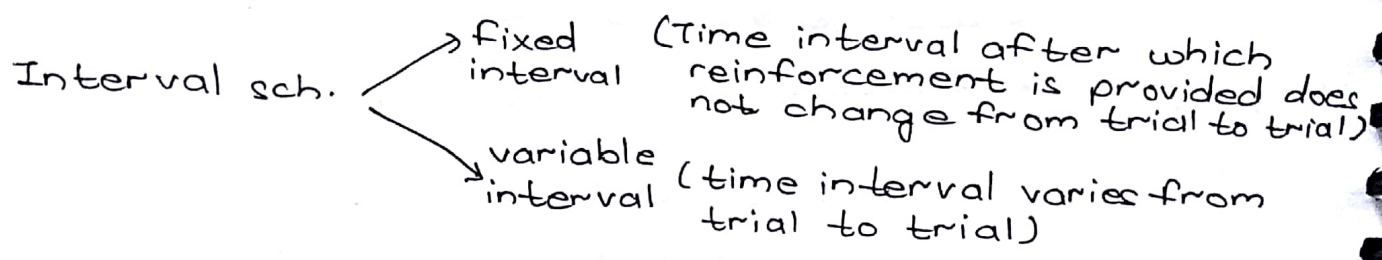 Interval sch.
fixed interval
(Time interval after which
reinforcement is provided does
not change from trial to trial)
variable interval
(time interval varies from
trial to trial)